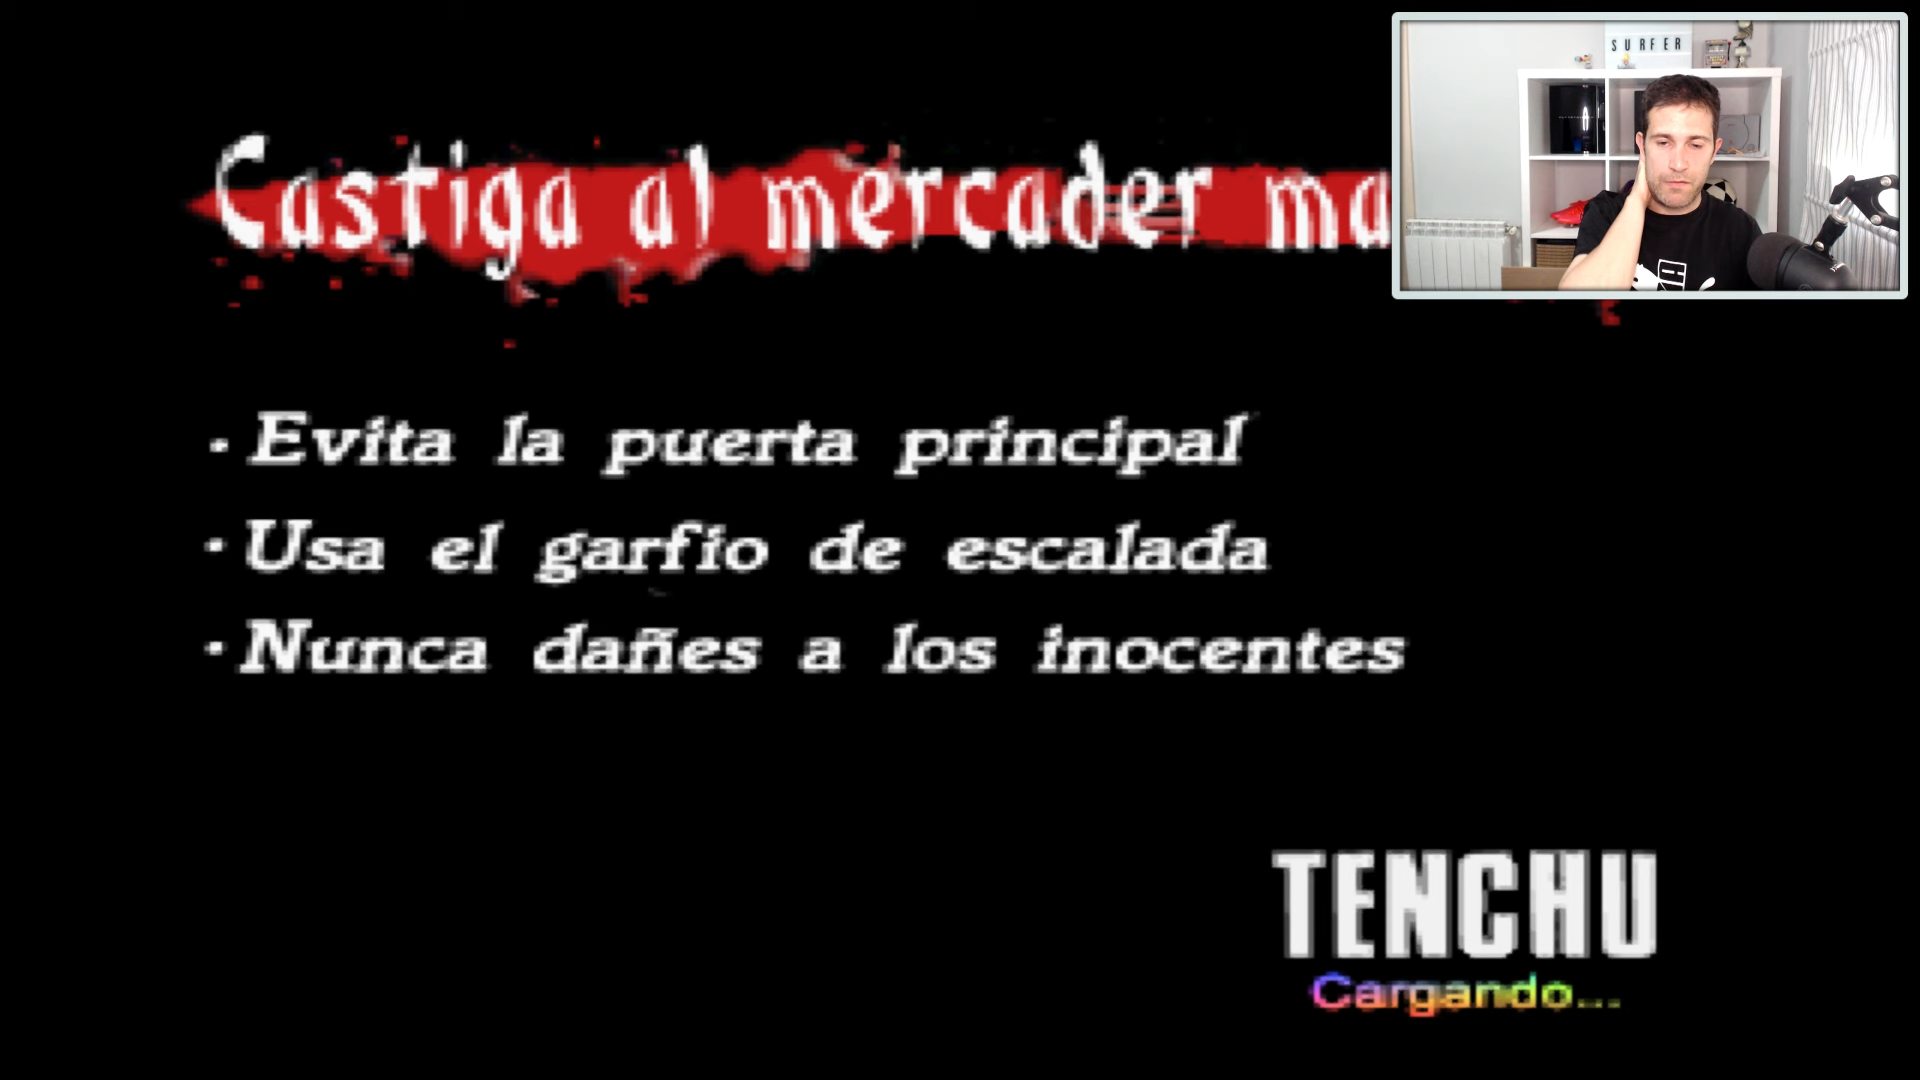 SURFER
Castiga al mercader
· Evita la puerta principal
· Usa el garfio de escalada
· Nunca dañes a los inocentes
TENCHU
Cargando...